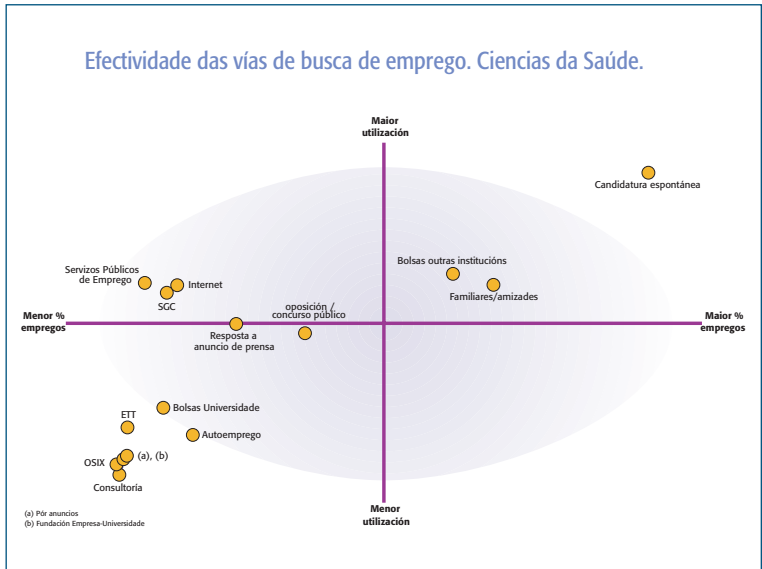 Efectividade das vías de busca de emprego. Ciencias da Saúde.
Maior
utilización
Candidatura espontánea
Bolsas outras institucións
Servizos Públicos
de Emprego
Internet
Familiares/amizades
SGC
oposición /
concurso público
Menor %
empregos
Maior %
empregos
Resposta a
anuncio de prensa
Bolsas Universidade
ETT
Autoemprego
(a), (b)
OSIX
Consultoría
Menor
utilización
(a) Pór anuncios
(b) Fundación Empresa-Universidade